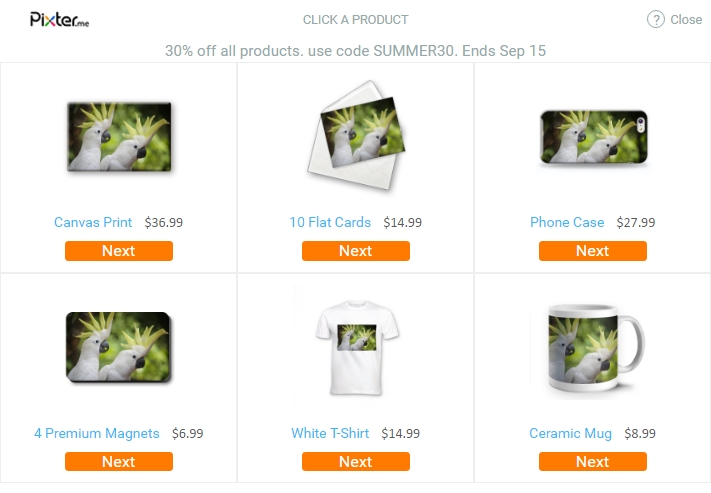 Pixter.me CLICK A PRODUCT ? Close
30% off all products. use code SUMMER30. Ends Sep 15
Canvas Print $36.99
Next
10 Flat Cards $14.99
Next
Phone Case $27.99
Next
4 Premium Magnets $6.99
Next
White T-Shirt $14.99
Next
Ceramic Mug $8.99
Next